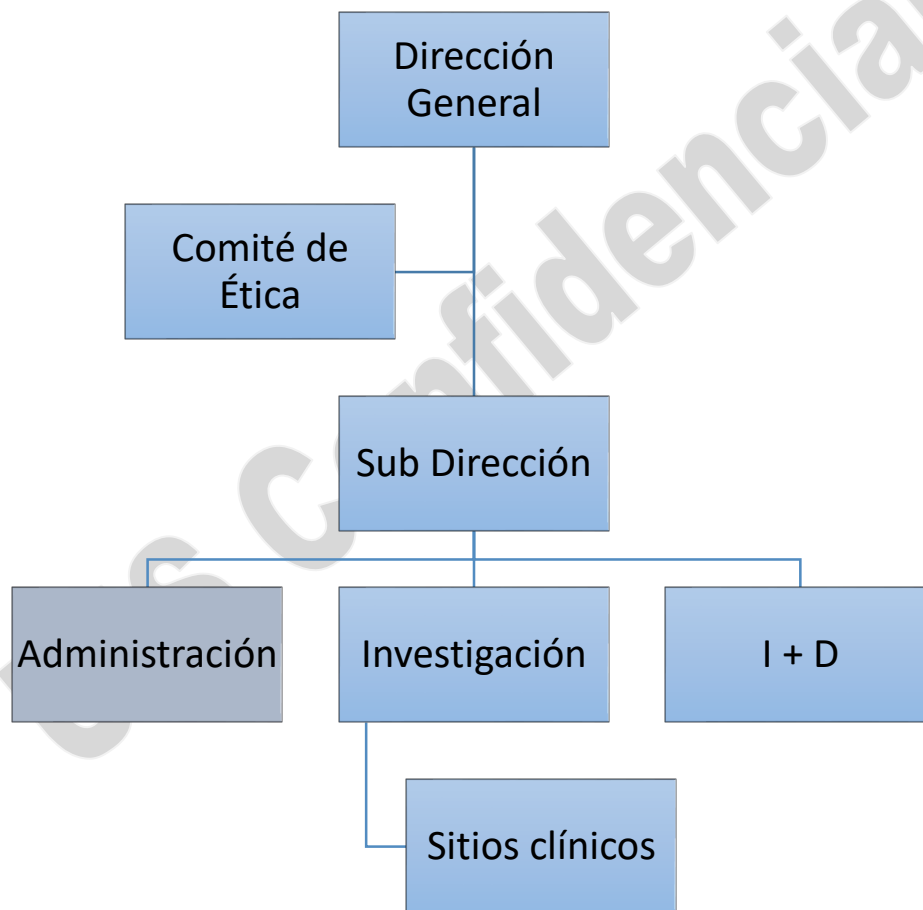 Dirección
General
Comité de
Ética
Sub Dirección
Administración
Investigación
I + D
Sitios clínicos